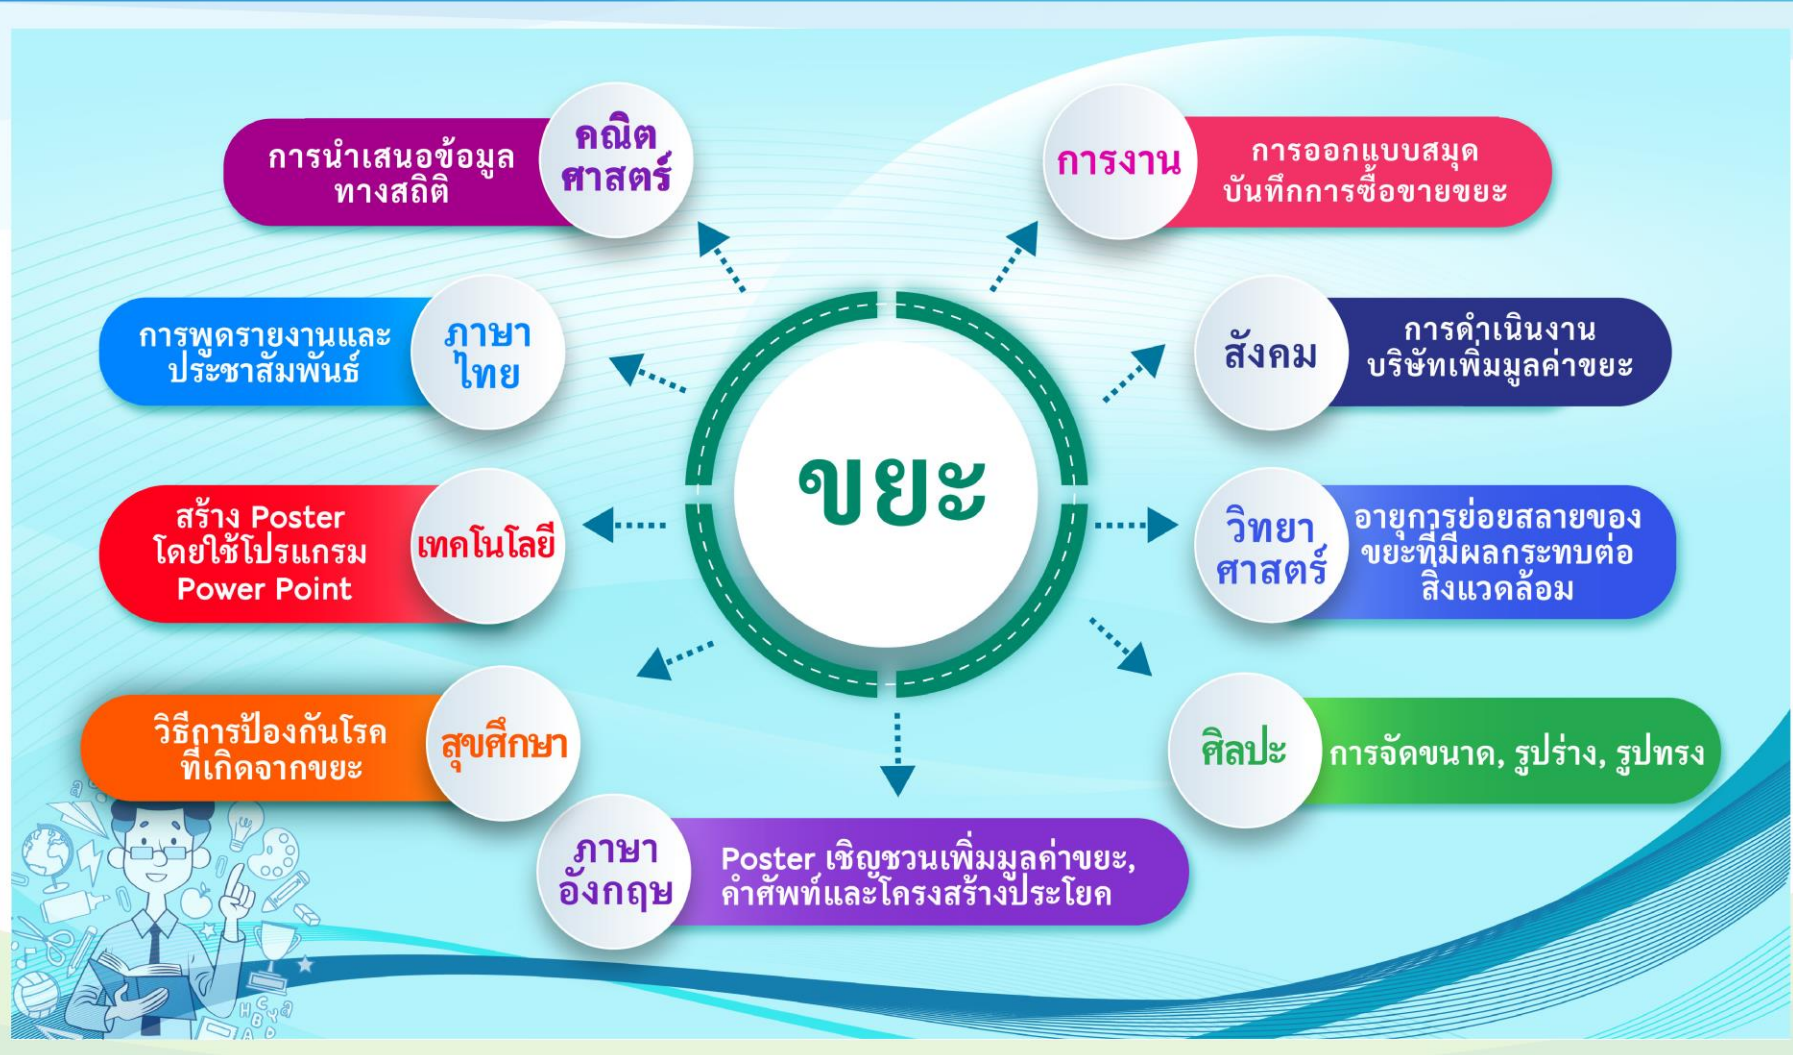 ขยะ
คณิต
ศาสตร์
การนำเสนอข้อมูล
ทางสถิติ
การงาน
การออกแบบสมุด
บันทึกการซื้อขายขยะ
ภาษา
ไทย
การพูดรายงานและ
ประชาสัมพันธ์
สังคม
การดำเนินงาน
บริษัทเพิ่มมูลค่าขยะ
เทคโนโลยี
สร้าง Poster
โดยใช้โปรแกรม
Power Point
วิทยา
ศาสตร์
อายุการย่อยสลายของ
ขยะที่มีผลกระทบต่อ
สิ่งแวดล้อม
สุขศึกษา
วิธีการป้องกันโรค
ที่เกิดจากขยะ
ศิลปะ
การจัดขนาด, รูปร่าง, รูปทรง
ภาษา
อังกฤษ
Poster เชิญชวนเพิ่มมูลค่าขยะ,
คำศัพท์และโครงสร้างประโยค